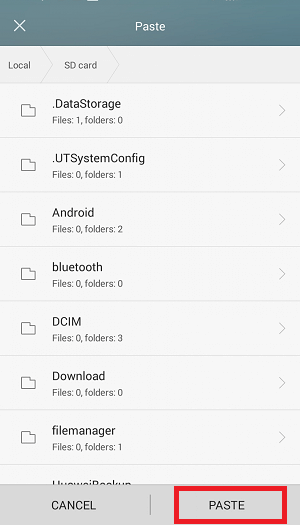 Paste
Local SD card
.DataStorage
Files: 1, folders: 0
.UTSystemConfig
Files: 0, folders: 1
Android
Files: 0, folders: 2
bluetooth
Files: 0, folders: 0
DCIM
Files: 0, folders: 3
Download
Files: 0, folders: 0
filemanager
Files: 0, folders: 1
HuaweiBackup
CANCEL PASTE